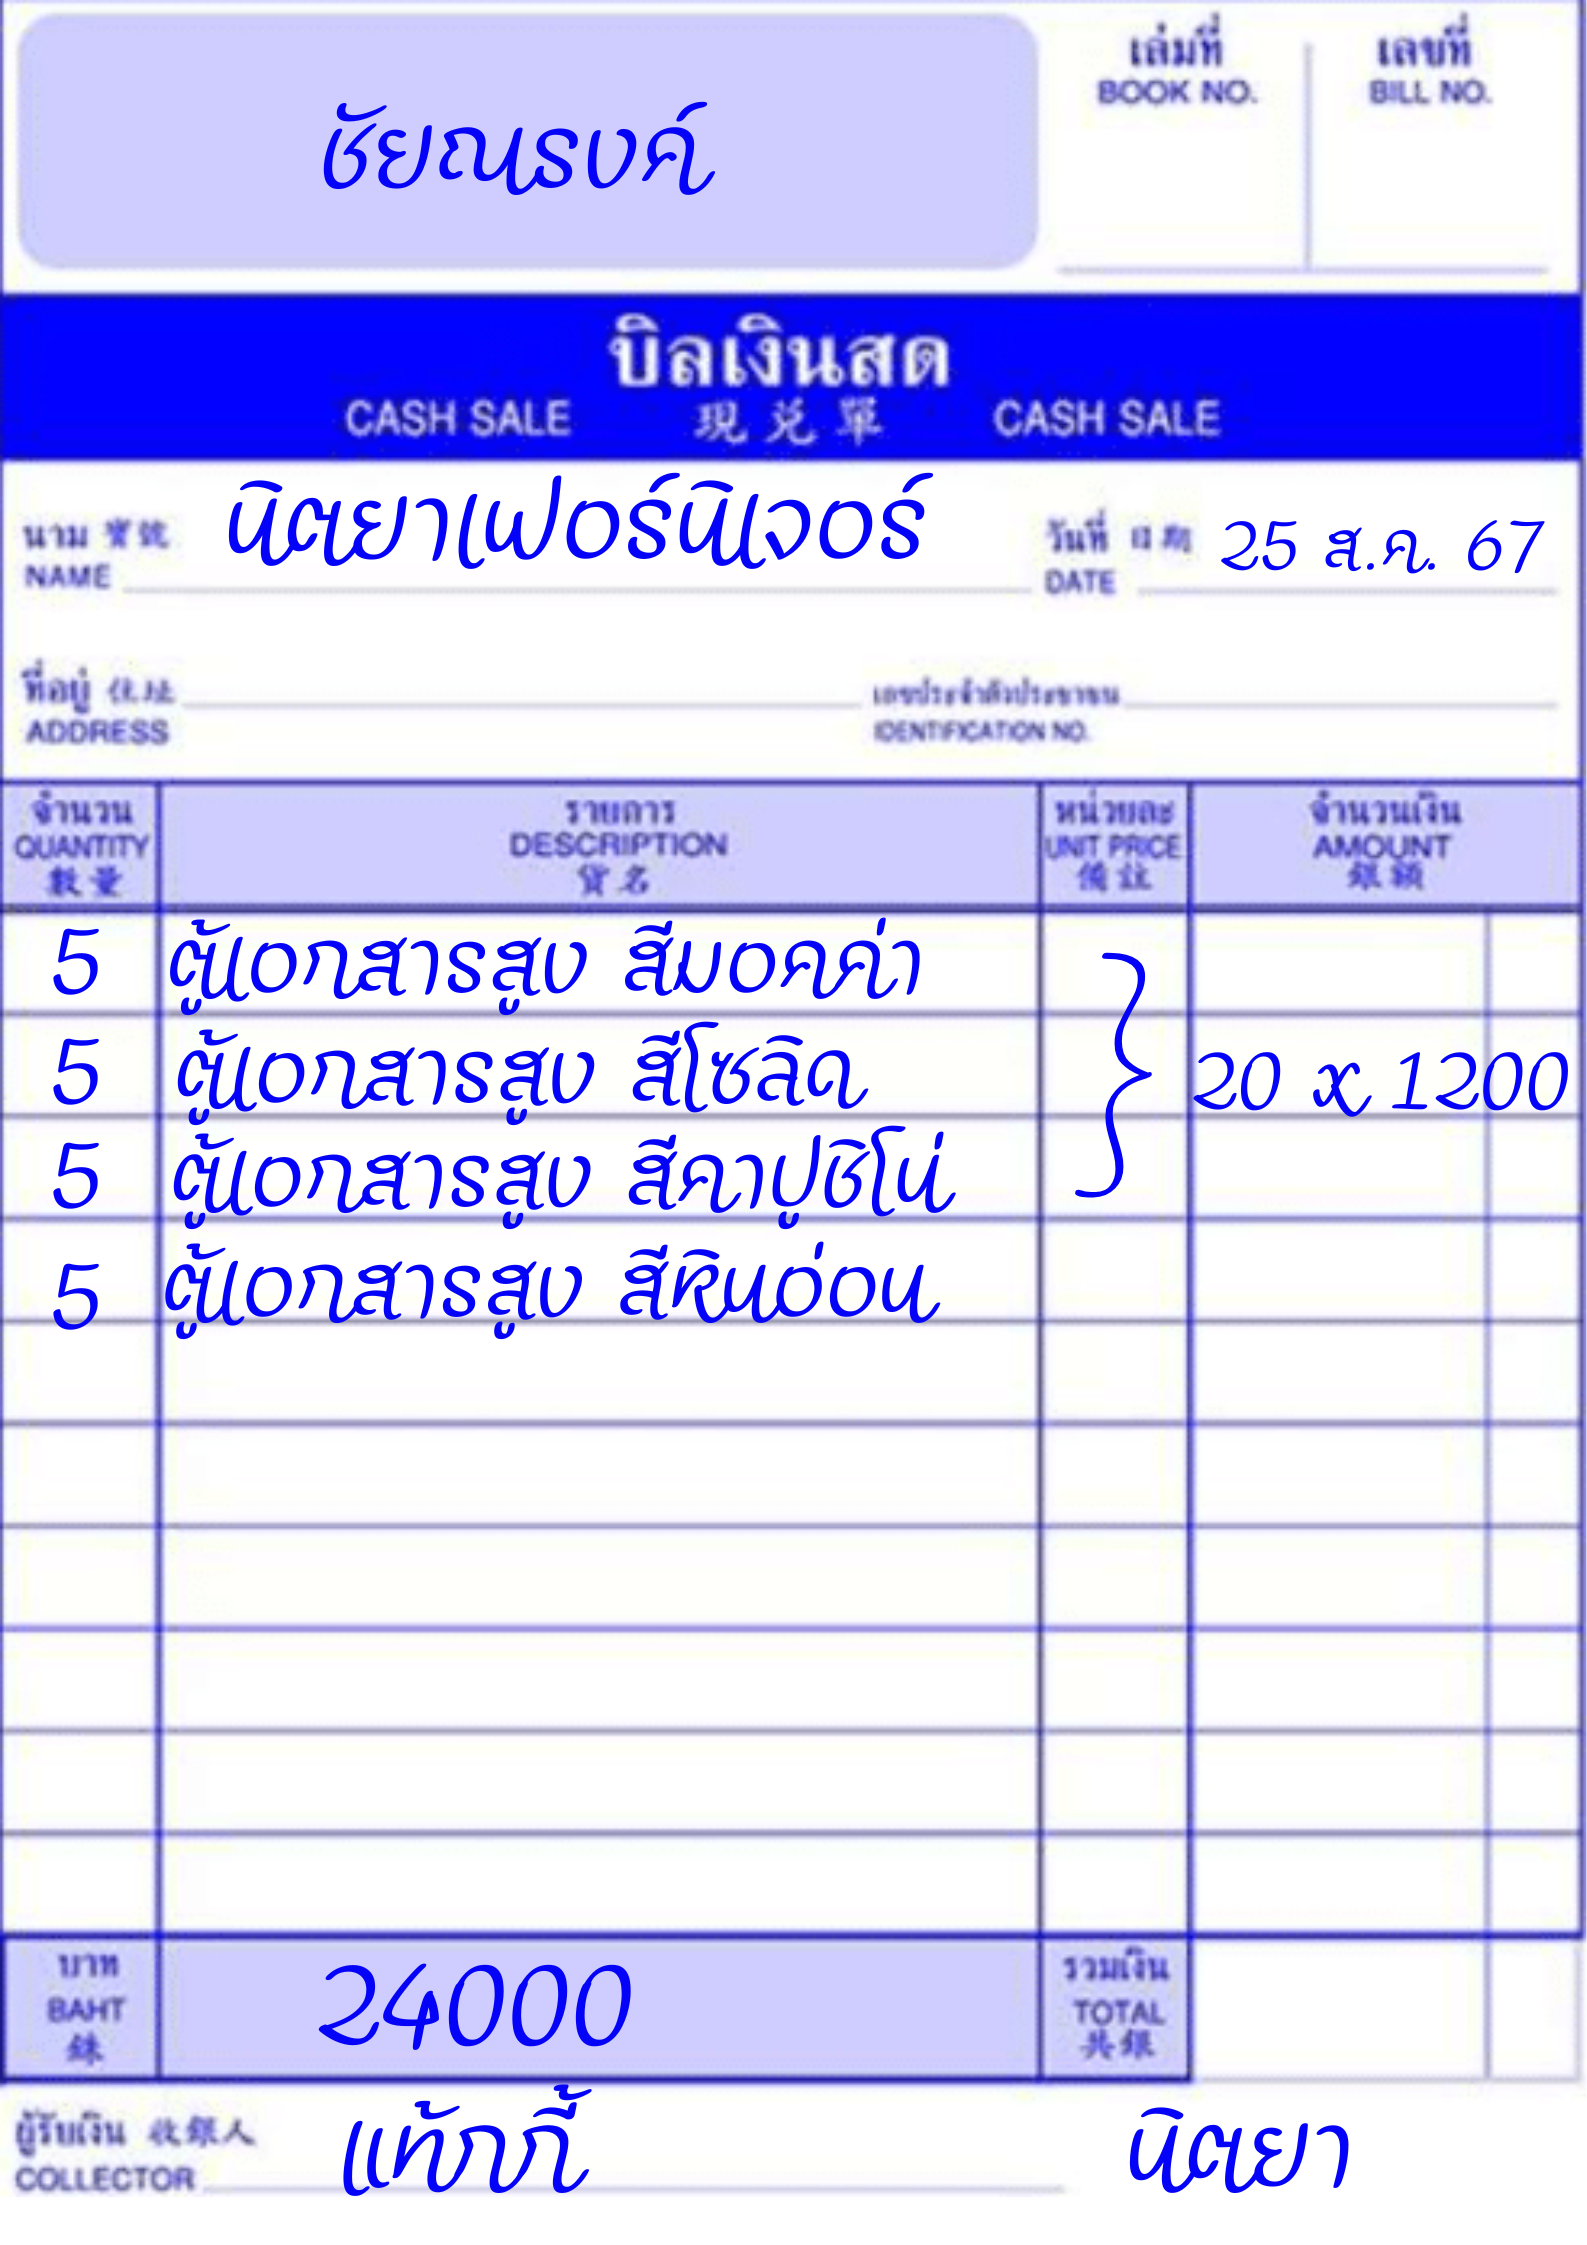 เล่มที่ เลขที่
BOOK NO. BILL NO.
ชัยณรงค์
บิลเงินสด
CASH SALE 現兌單 CASH SALE
นาม 寶號 นิตยาเฟอร์นิเจอร์ วันที่ 日期 25 ส.ค. 67
NAME DATE
ที่อยู่ 住址 เลขประจำตัวประชาชน
ADDRESS IDENTIFICATION NO.
จำนวน รายการ หน่วยละ จำนวนเงิน
QUANTITY DESCRIPTION UNIT PRICE AMOUNT
數量 貨名 備註 銀額
5 ตู้เอกสารสูง สีมอคค่า
5 ตู้เอกสารสูง สีโซลิด 20 x 1200
5 ตู้เอกสารสูง สีคาปูชิโน่
5 ตู้เอกสารสูง สีหินอ่อน
บาท 24000 รวมเงิน
BAHT TOTAL
銖 共銀
ผู้รับเงิน 收銀人 แท้กกี้ นิตยา
COLLECTOR